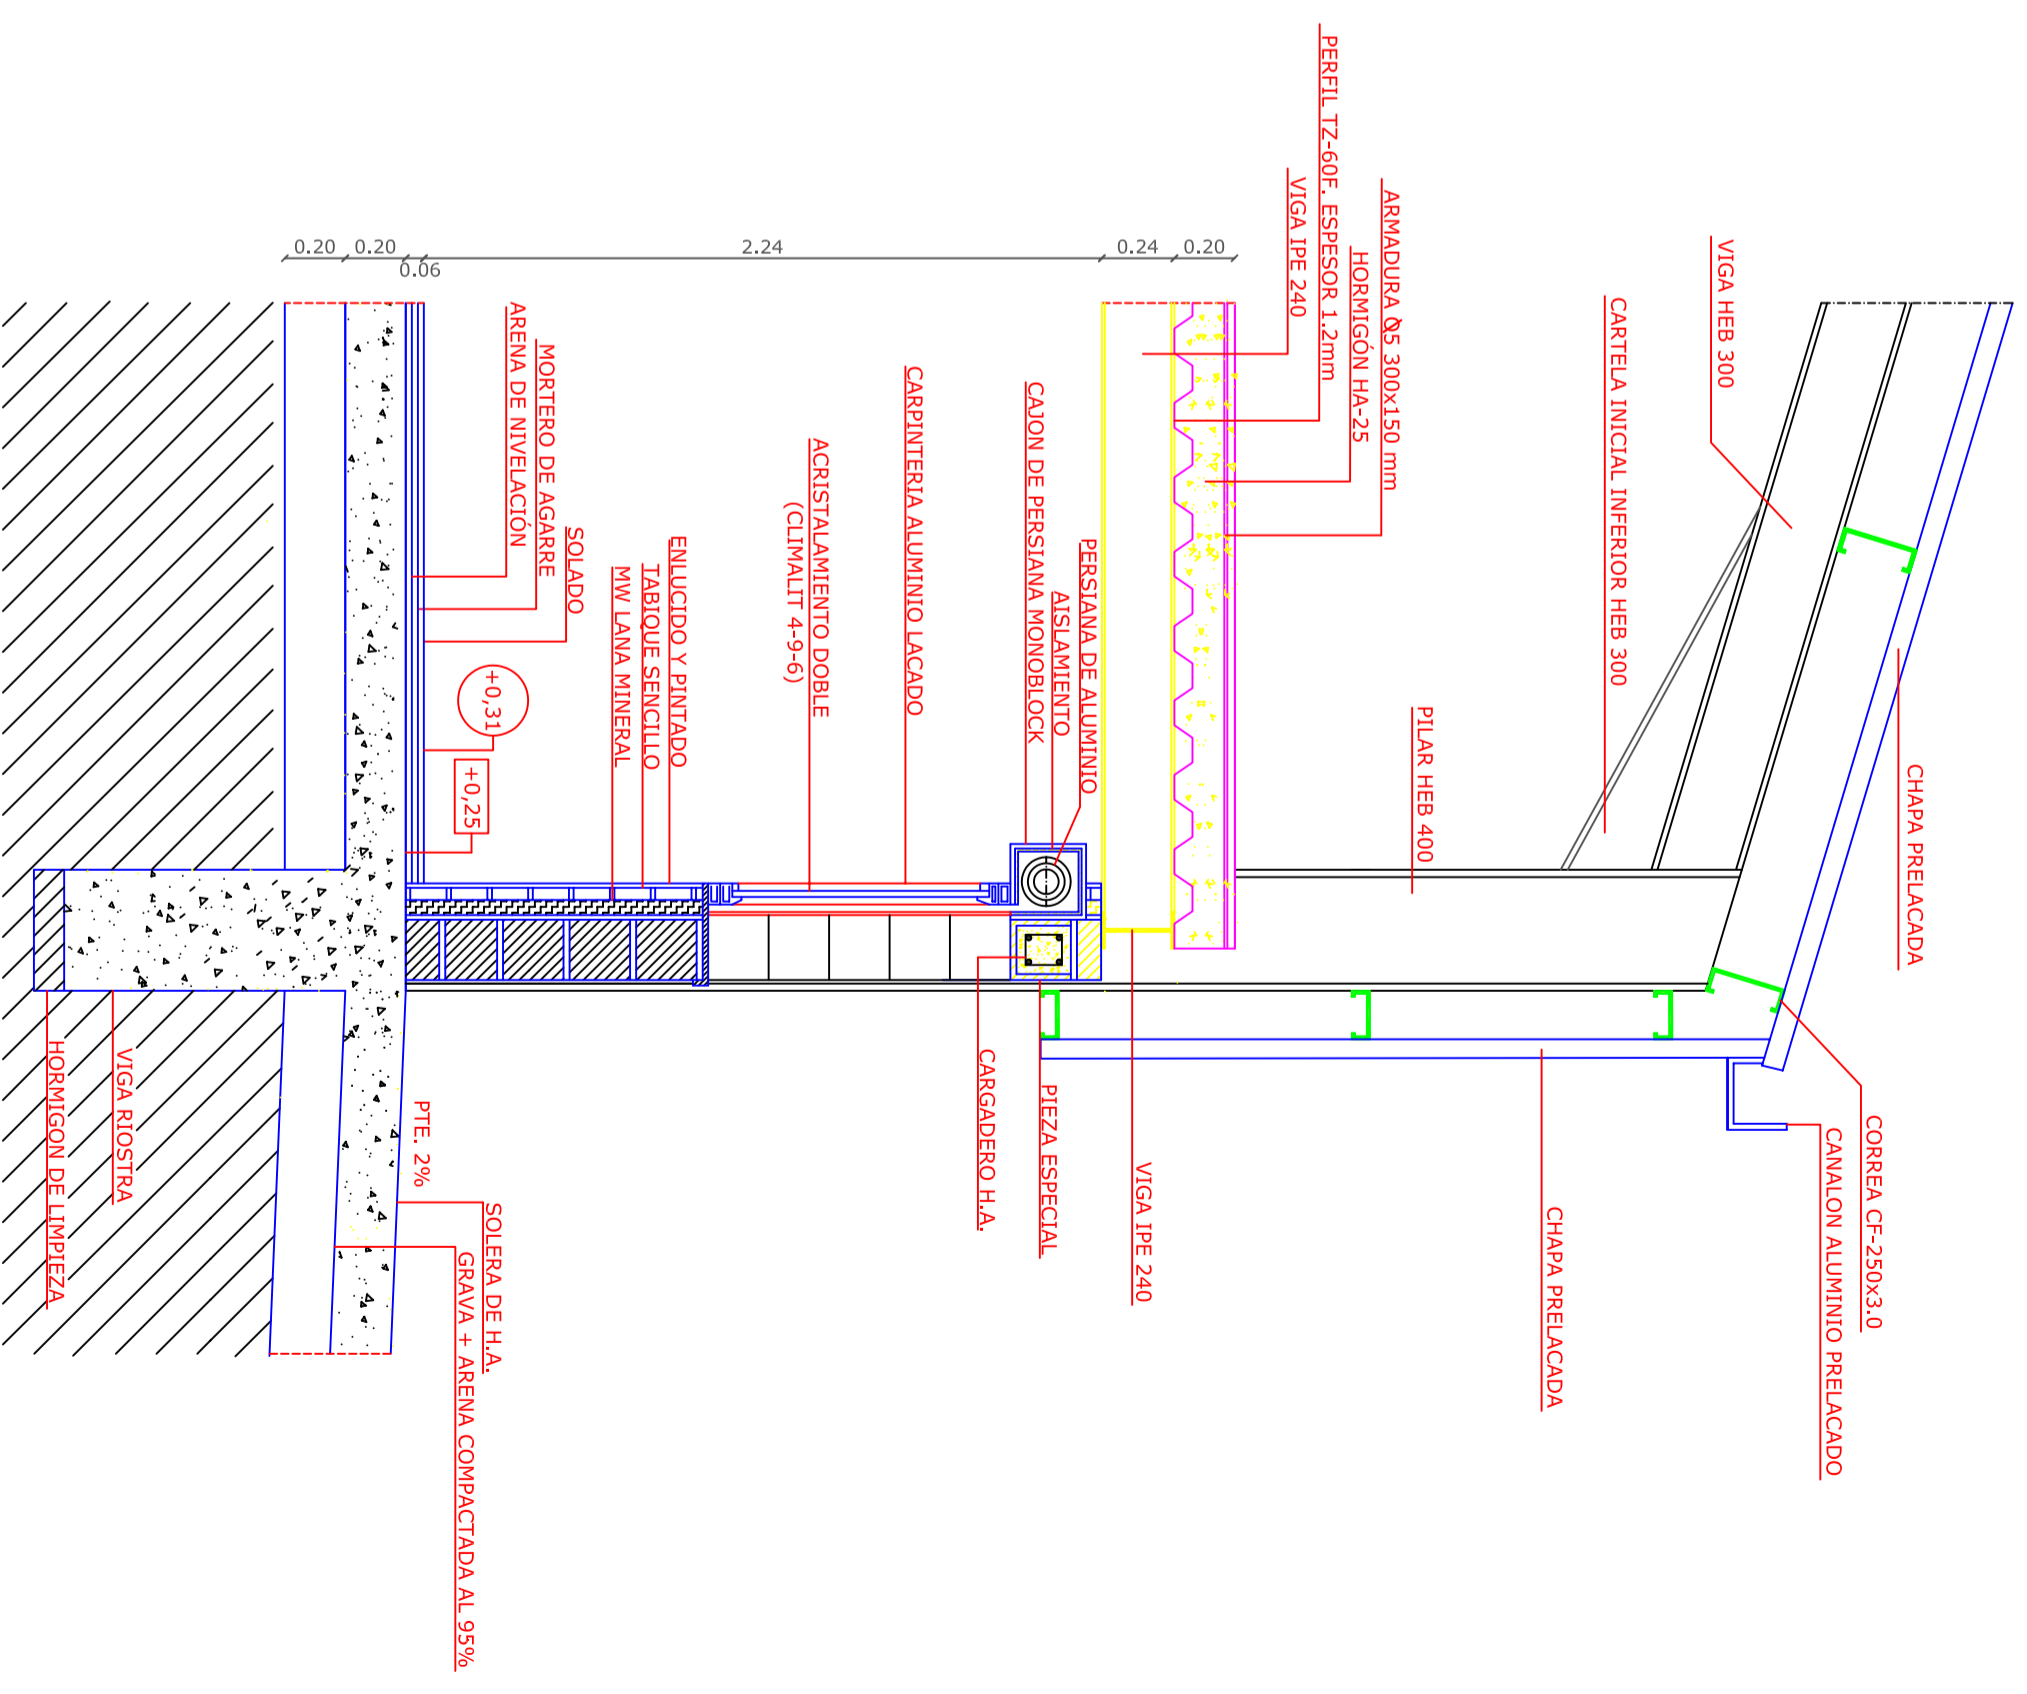 VIGA HEB 300
CARTELA INICIAL INFERIOR HEB 300
CHAPA PRELACADA
PILAR HEB 400
ARMADURA Ø5 300x150 mm
HORMIGÓN HA-25
PERFIL TZ-60F. ESPESOR 1.2mm
VIGA IPE 240
0.20
0.24
2.24
0.06
0.20
0.20
PERSIANA DE ALUMINIO
AISLAMIENTO
CAJON DE PERSIANA MONOBLOCK
CARPINTERIA ALUMINIO LACADO
ACRISTALAMIENTO DOBLE
(CLIMALIT 4-9-6)
ENLUCIDO Y PINTADO
TABIQUE SENCILLO
MW LANA MINERAL
SOLADO
MORTERO DE AGARRE
ARENA DE NIVELACIÓN
+0,31
+0,25
CORREA CF-250x3.0
CANALON ALUMINIO PRELACADO
CHAPA PRELACADA
VIGA IPE 240
PIEZA ESPECIAL
CARGADERO H.A.
SOLERA DE H.A.
GRAVA + ARENA COMPACTADA AL 95%
PTE. 2%
VIGA RIOSTRA
HORMIGON DE LIMPIEZA